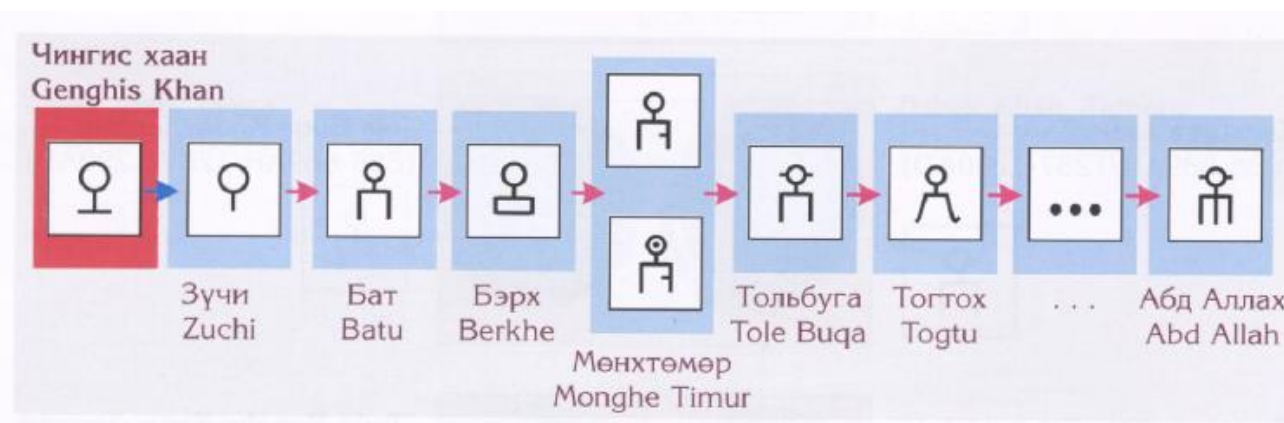 Чингис хаан
Genghis Khan
Зүчи
Zuchi
Бат
Batu
Бэрх
Berkhe
Мөнхтөмөр
Monghe Timur
Тольбуга
Tole Buqa
Тогтох
Togtu
...
. . .
Абд Аллах
Abd Allah